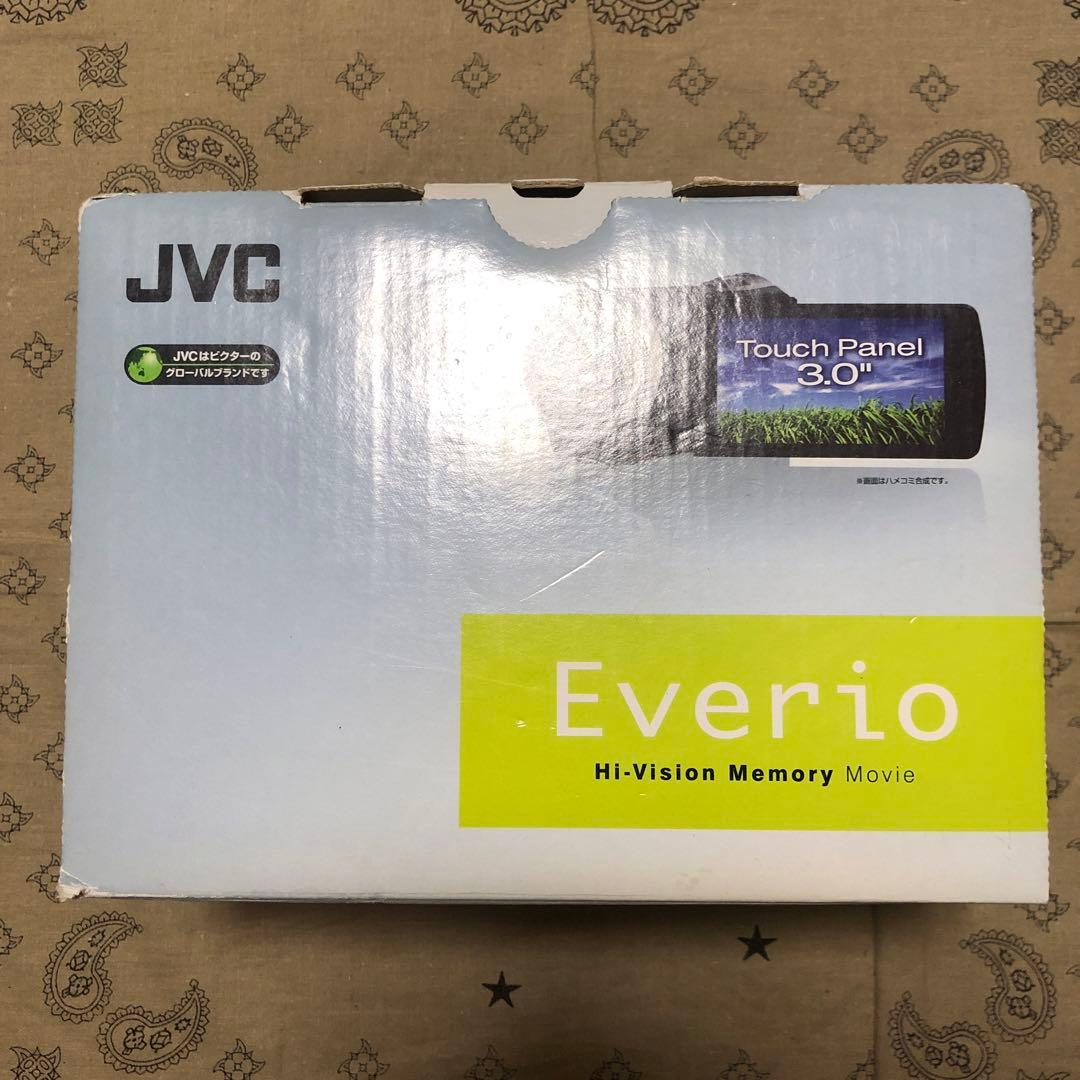 JVC
JVCはビクターの
グローバルブランドです
Touch Panel
3.0"
※画面はハメコミ合成です。
Everio
Hi-Vision Memory Movie